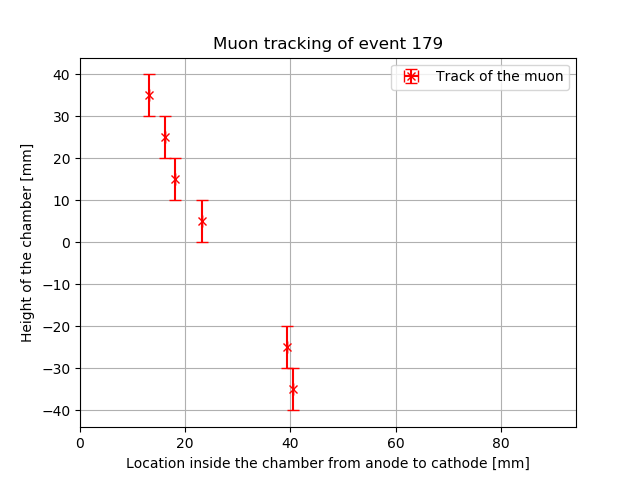 Muon tracking of event 179
Track of the muon
Height of the chamber [mm]
40
30
20
10
0
−10
−20
−30
−40
0 20 40 60 80
Location inside the chamber from anode to cathode [mm]